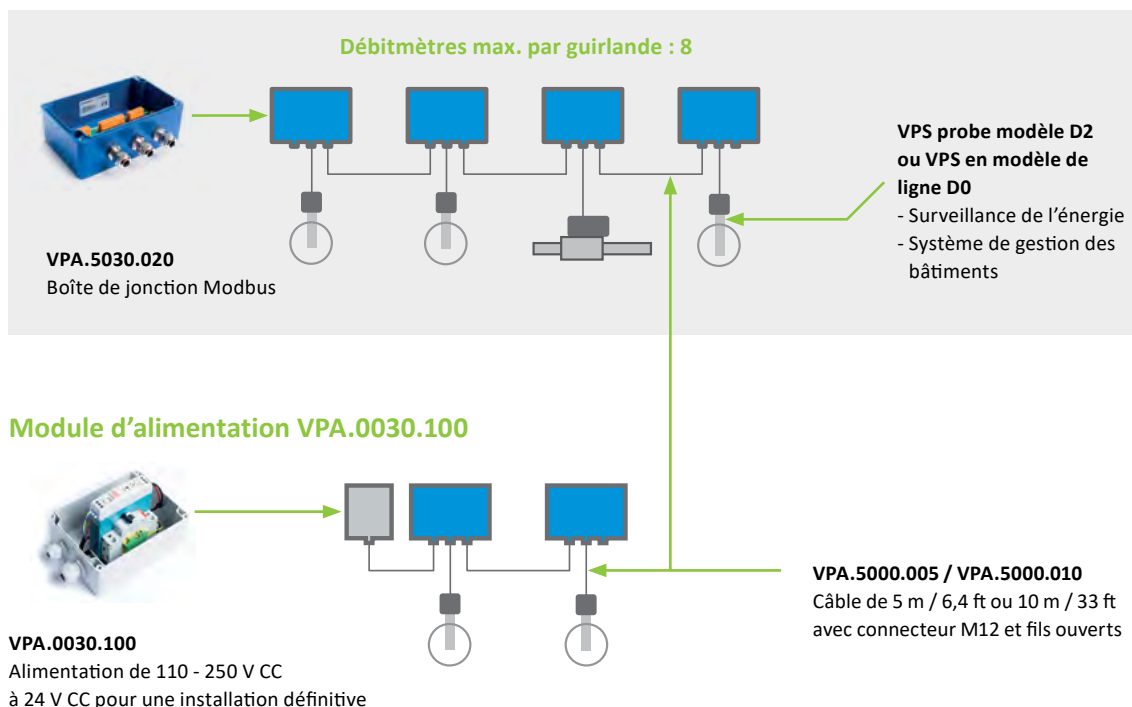 Débitmètres max. par guirlande : 8
VPS probe modèle D2
ou VPS en modèle de
ligne D0
- Surveillance de l'énergie
- Système de gestion des
bâtiments
VPA.5030.020
Boîte de jonction Modbus
Module d'alimentation VPA.0030.100
VPA.5000.005 / VPA.5000.010
Câble de 5 m / 6,4 ft ou 10 m / 33 ft
avec connecteur M12 et fils ouverts
VPA.0030.100
Alimentation de 110 - 250 V CC
à 24 V CC pour une installation définitive